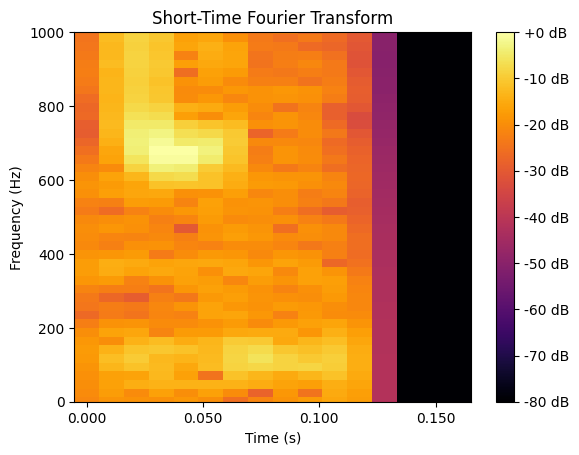 Short-Time Fourier Transform
1000
800
600
400
200
0
Frequency (Hz)
0.000
0.050
0.100
0.150
Time (s)
+0 dB
-10 dB
-20 dB
-30 dB
-40 dB
-50 dB
-60 dB
-70 dB
-80 dB